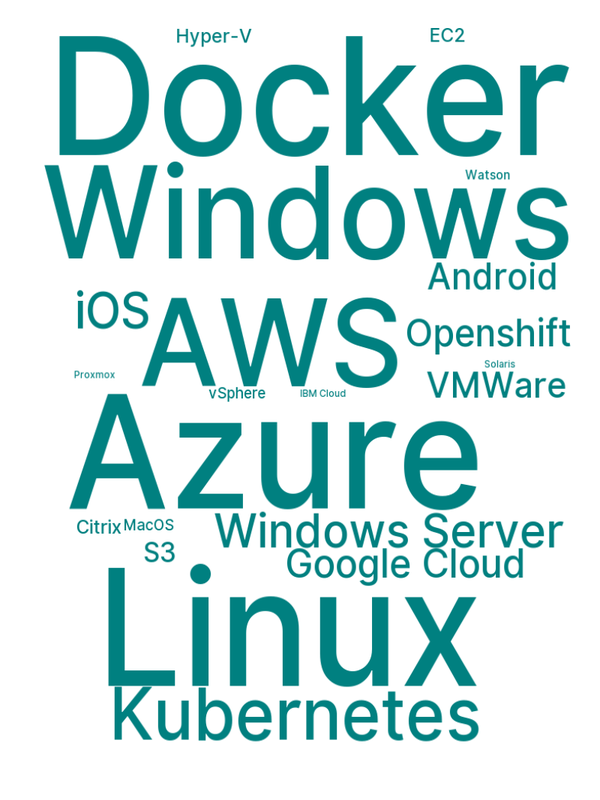 Hyper-V EC2
Docker
Watson
Windows
Android
iOS
AWS
Openshift
Solaris
Proxmox
VMWare
vSphere IBM Cloud
Azure
Citrix MacOS
Windows Server
S3
Google Cloud
Linux
Kubernetes